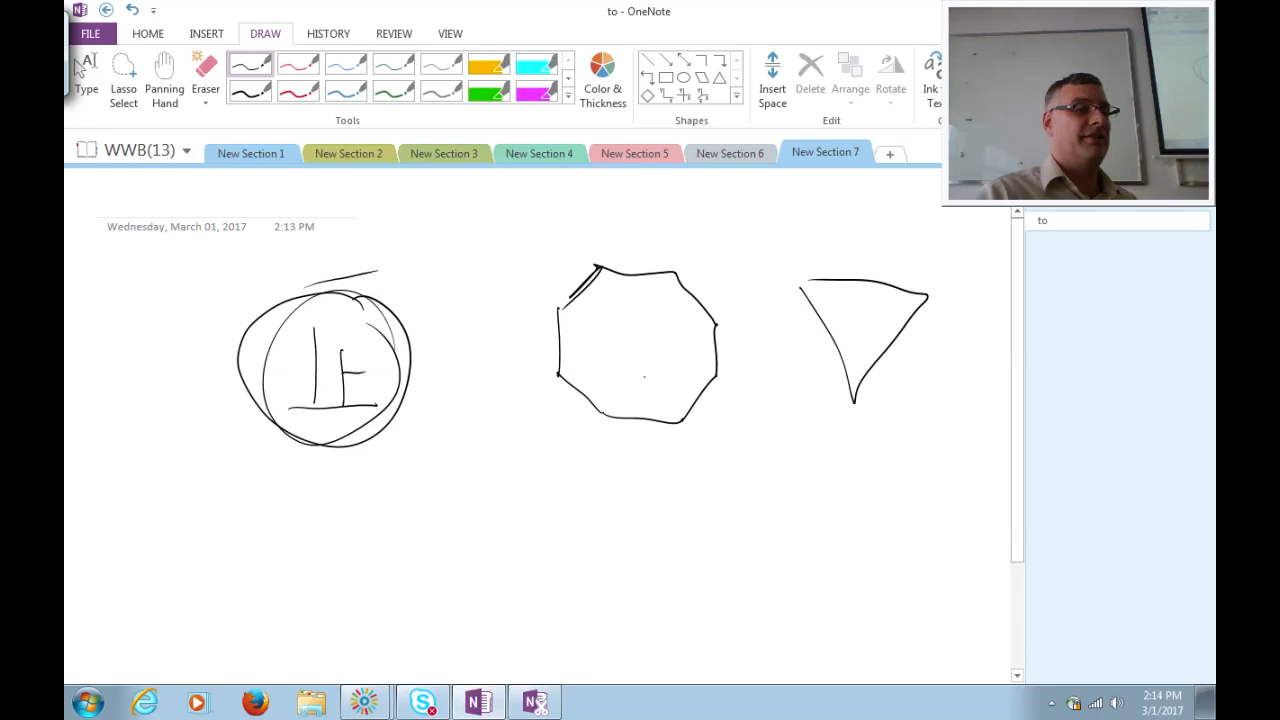 to - OneNote
FILE HOME INSERT DRAW HISTORY REVIEW VIEW
Type Lasso Select Panning Hand Eraser Color & Thickness Insert Space Delete Arrange Rotate
Tools Shapes Edit
WWB(13) New Section 1 New Section 2 New Section 3 New Section 4 New Section 5 New Section 6 New Section 7
to
Wednesday, March 01, 2017 2:13 PM
2:14 PM
3/1/2017